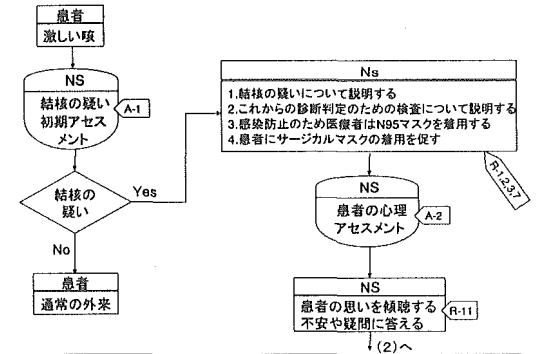 患者
激しい咳
NS
結核の疑い
初期アセス
メント
A-1
結核の
疑い
Yes
No
患者
通常の外来
Ns
1.結核の疑いについて説明する
2.これからの診断判定のための検査について説明する
3.感染防止のため医療者はN95マスクを着用する
4.患者にサージカルマスクの着用を促す
R-1,2,3,7
NS
患者の心理
アセスメント
A-2
NS
患者の思いを傾聴する
不安や疑問に答える
R-11
(2)へ